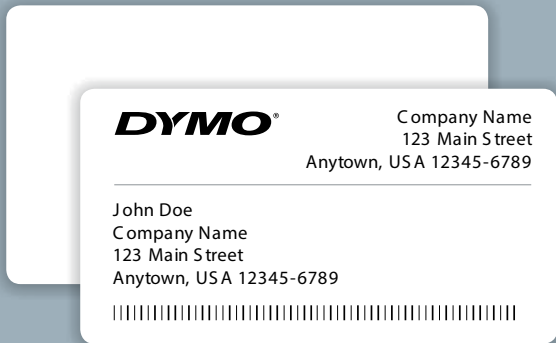 DYMO®
Company Name
123 Main Street
Anytown, USA 12345-6789
John Doe
Company Name
123 Main Street
Anytown, USA 12345-6789